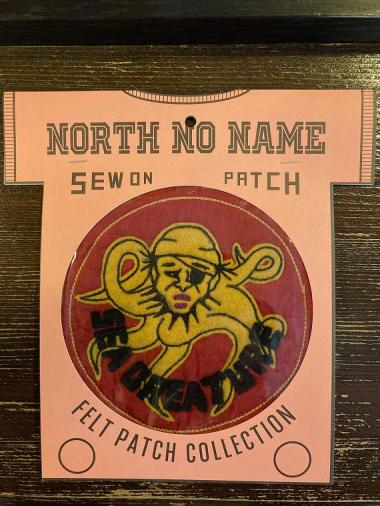 NORTH NO NAME
SEW ON PATCH
SEA CREATURE
FELT PATCH COLLECTION